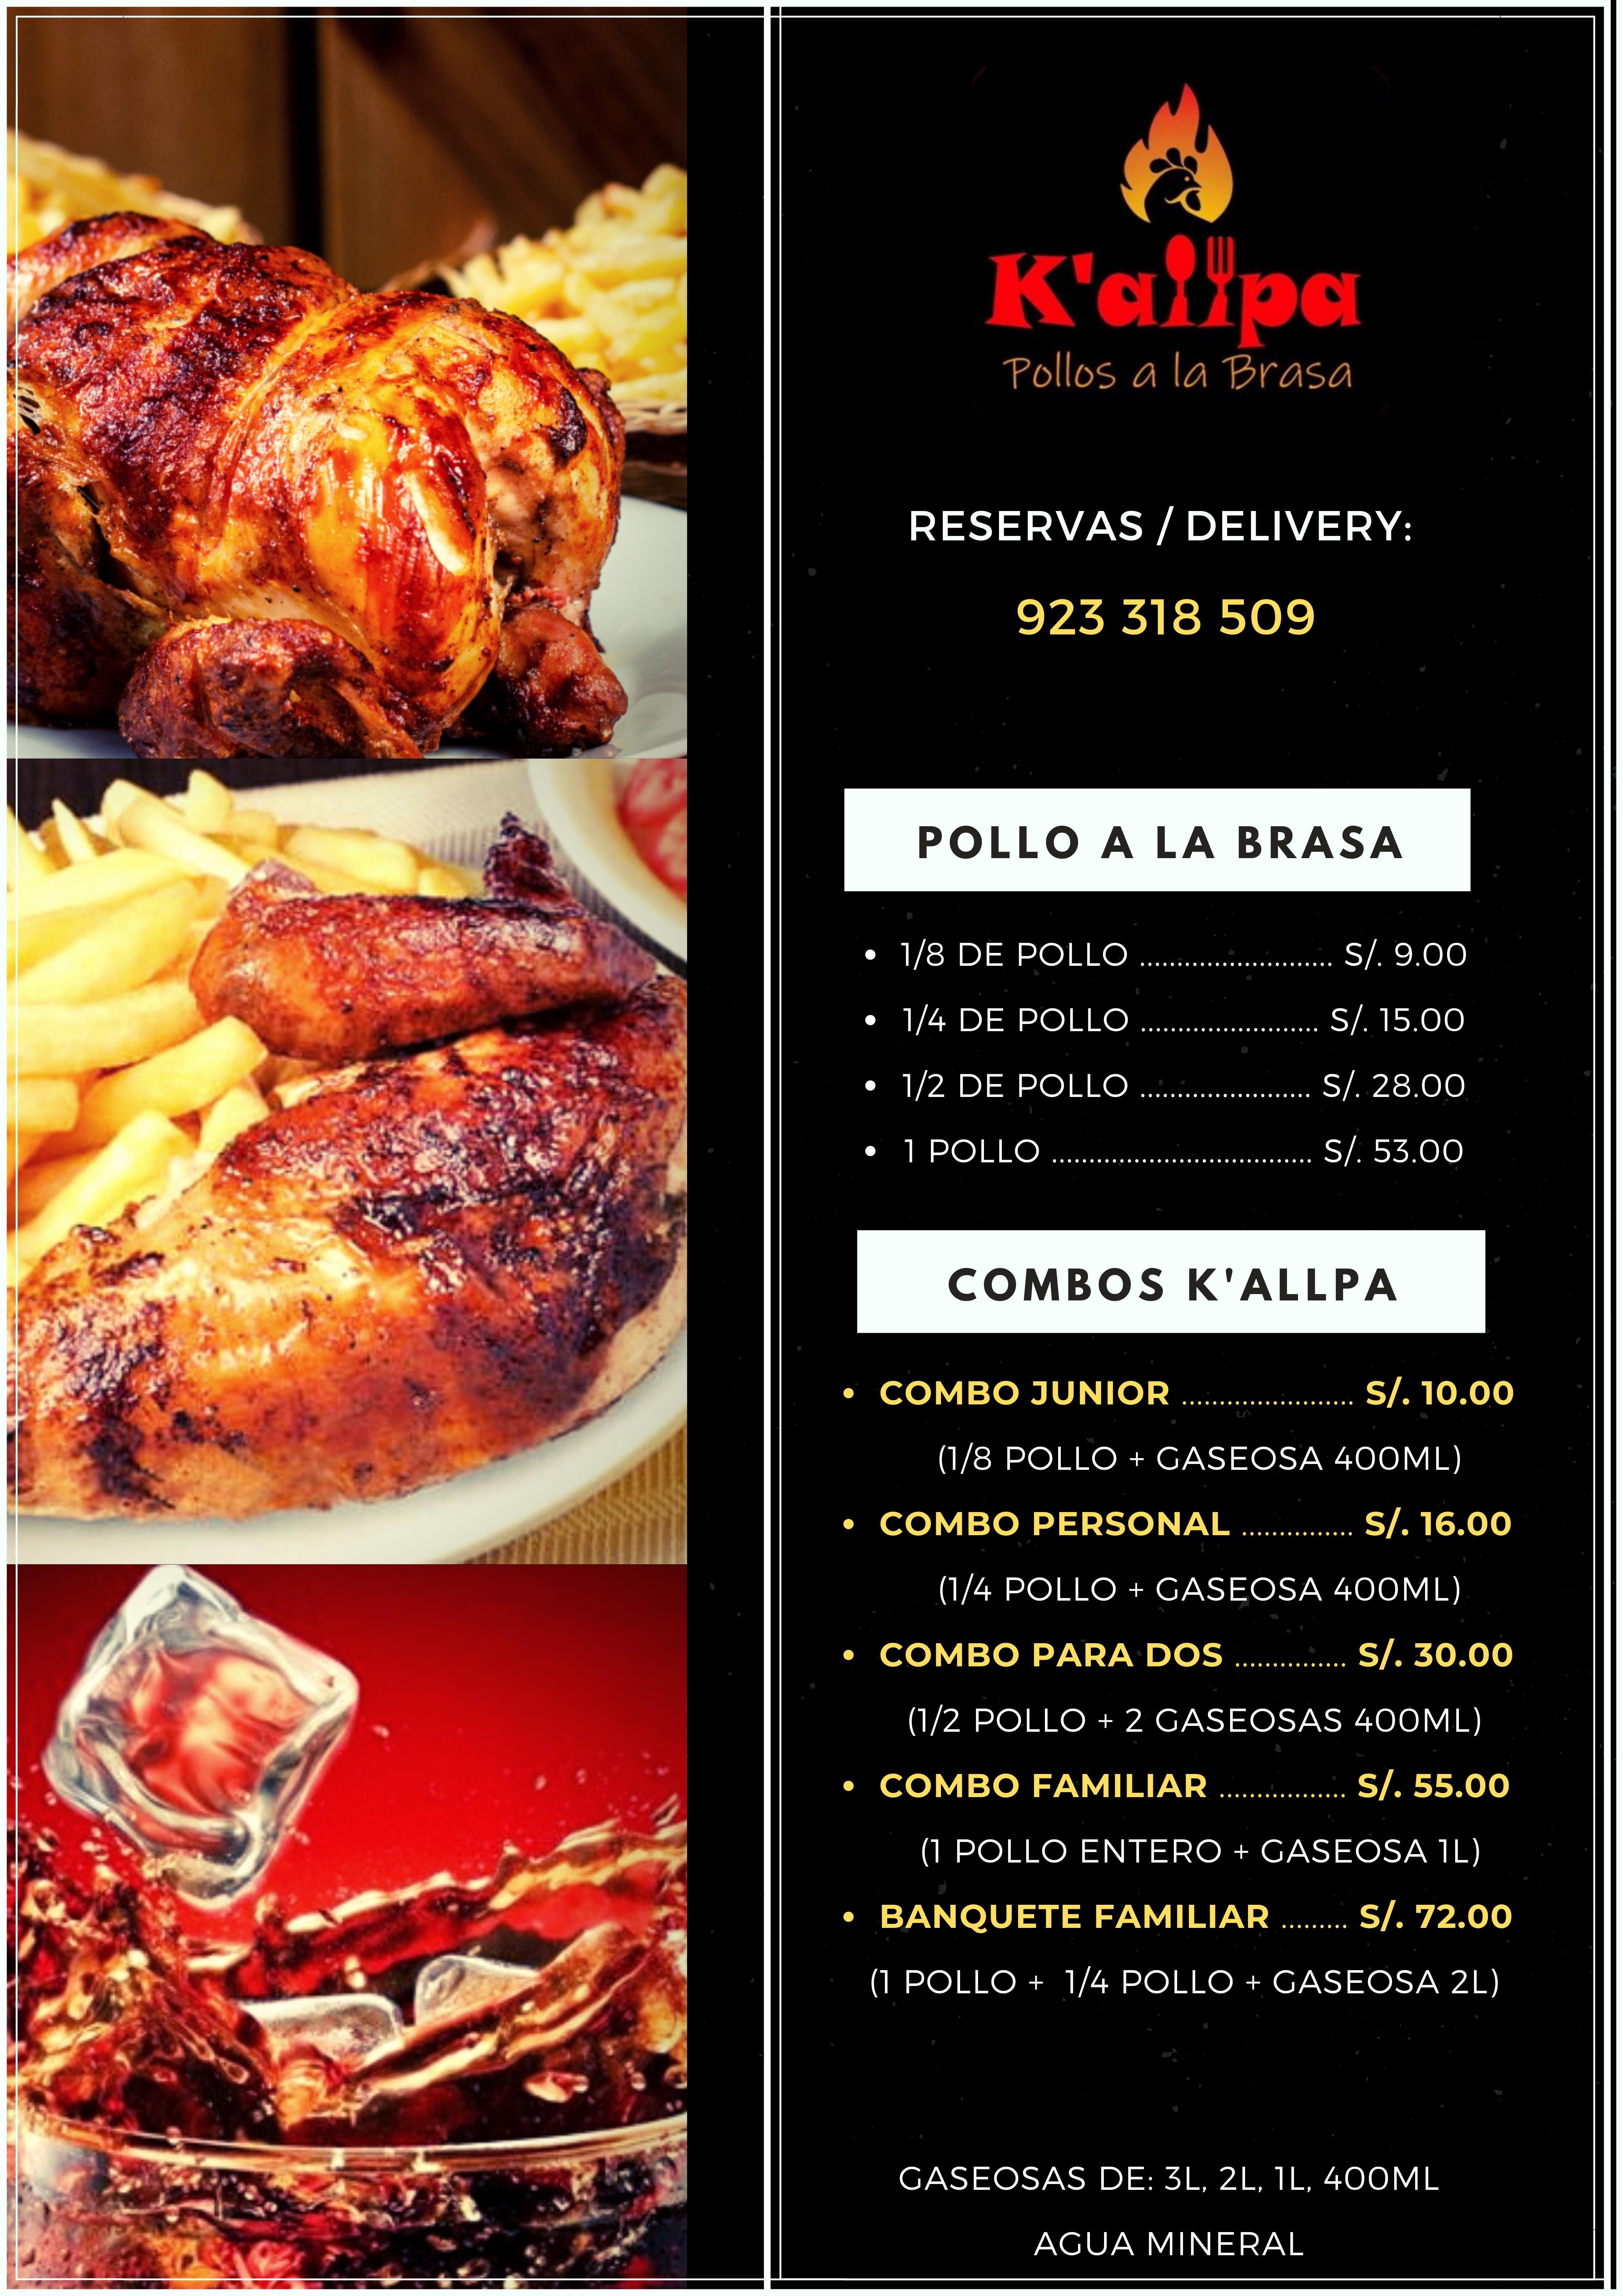 K'allpa
Pollos a la Brasa
RESERVAS / DELIVERY:
923 318 509
POLLO A LA BRASA
• 1/8 DE POLLO .......................... S/. 9.00
• 1/4 DE POLLO ........................ S/. 15.00
• 1/2 DE POLLO ....................... S/. 28.00
• 1 POLLO ................................... S/. 53.00
COMBOS K'ALLPA
• COMBO JUNIOR ....................... S/. 10.00
(1/8 POLLO + GASEOSA 400ML)
• COMBO PERSONAL ............... S/. 16.00
(1/4 POLLO + GASEOSA 400ML)
• COMBO PARA DOS ............... S/. 30.00
(1/2 POLLO + 2 GASEOSAS 400ML)
• COMBO FAMILIAR ................. S/. 55.00
(1 POLLO ENTERO + GASEOSA 1L)
• BANQUETE FAMILIAR ......... S/. 72.00
(1 POLLO + 1/4 POLLO + GASEOSA 2L)
GASEOSAS DE: 3L, 2L, 1L, 400ML
AGUA MINERAL